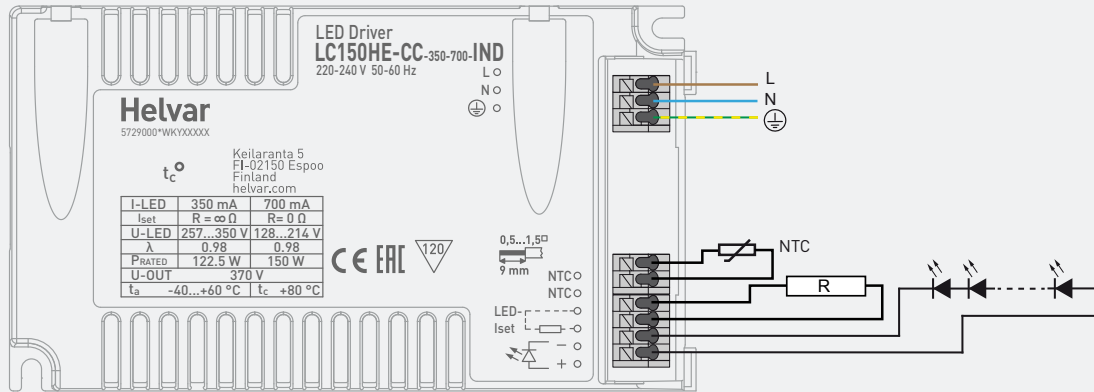 LED Driver
LC150HE-CC-350-700-IND
220-240 V 50-60 Hz
L
N
Helvar
5729000*WKYXXXXX
tc
Keilaranta 5
FI-02150 Espoo
Finland
helvar.com
I-LED 350 mA 700 mA
Iset R = ∞ Ω R= 0 Ω
U-LED 257...350 V 128...214 V
λ 0.98 0.98
PRATED 122.5 W 150 W
U-OUT 370 V
ta -40...+60 °C tc +80 °C
CE EAC 120
0,5...1,5
9 mm
NTC
NTC
LED-
Iset
−
+
L
N
NTC
R